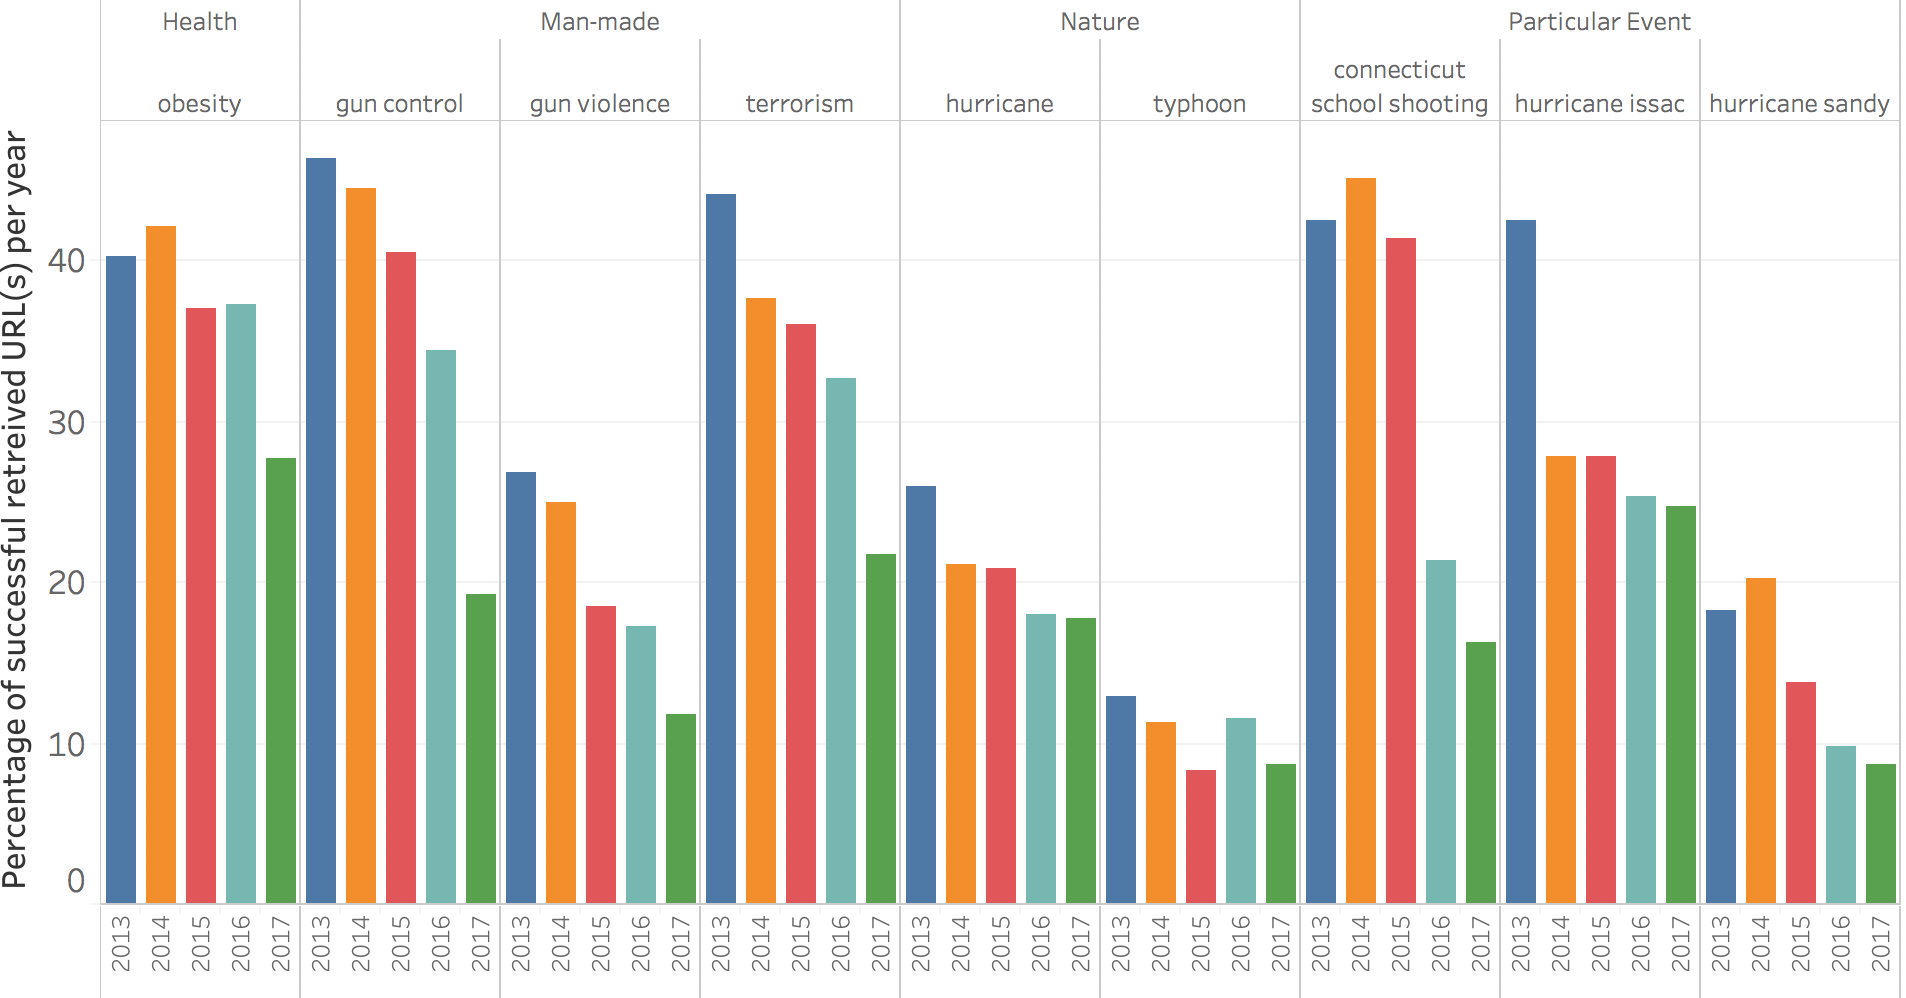 Health Man-made Nature Particular Event
connecticut
obesity gun control gun violence terrorism hurricane typhoon school shooting hurricane issac hurricane sandy
Percentage of successful retreived URL(s) per year
40
30
20
10
0
2013 2014 2015 2016 2017 2013 2014 2015 2016 2017 2013 2014 2015 2016 2017 2013 2014 2015 2016 2017 2013 2014 2015 2016 2017 2013 2014 2015 2016 2017 2013 2014 2015 2016 2017 2013 2014 2015 2016 2017 2013 2014 2015 2016 2017